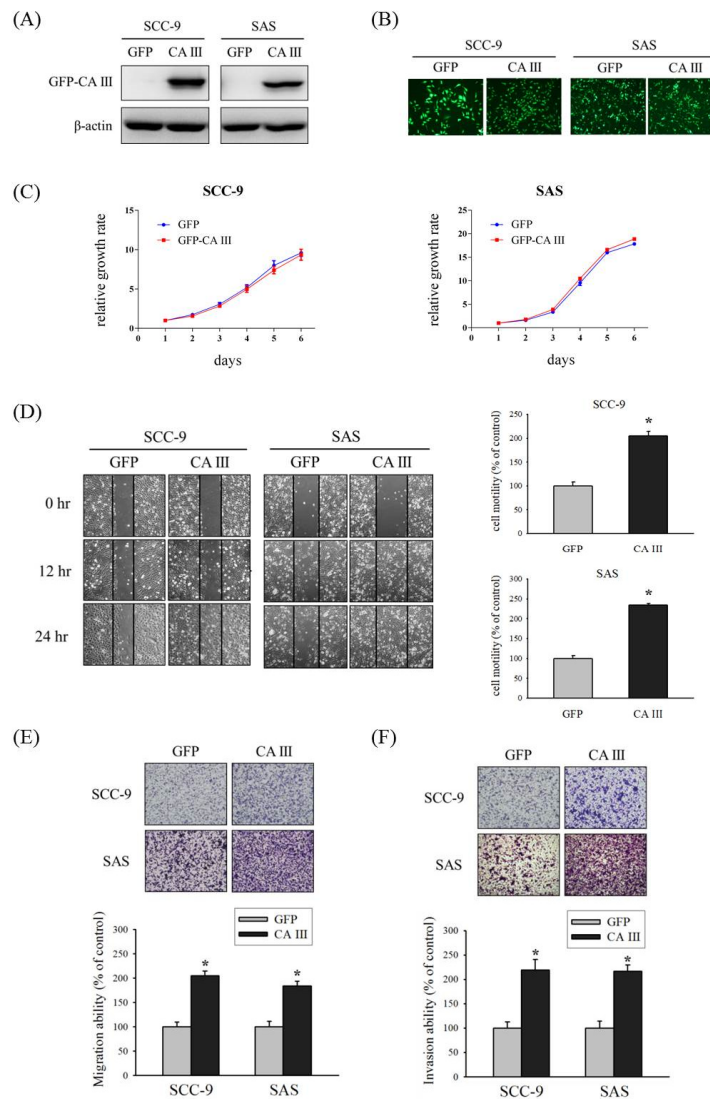 (A)
SCC-9 SAS
GFP CA III GFP CA III
GFP-CA III
β-actin
(B)
SCC-9 SAS
GFP CA III GFP CA III
(C)
SCC-9
relative growth rate
15
10
5
0
GFP
GFP-CA III
0 1 2 3 4 5 6
days
SAS
relative growth rate
25
20
15
10
5
0
GFP
GFP-CA III
0 1 2 3 4 5 6
days
(D)
SCC-9 SAS
GFP CA III GFP CA III
0 hr
12 hr
24 hr
SCC-9
cell motility (% of control)
250
200
150
100
50
0
*
GFP CA III
SAS
cell motility (% of control)
300
250
200
150
100
50
0
*
GFP CA III
(E)
GFP CA III
SCC-9
SAS
GFP
CA III
Migration ability (% of control)
300
250
200
150
100
50
0
* *
SCC-9 SAS
(F)
GFP CA III
SCC-9
SAS
GFP
CA III
Invasion ability (% of control)
300
250
200
150
100
50
0
* *
SCC-9 SAS